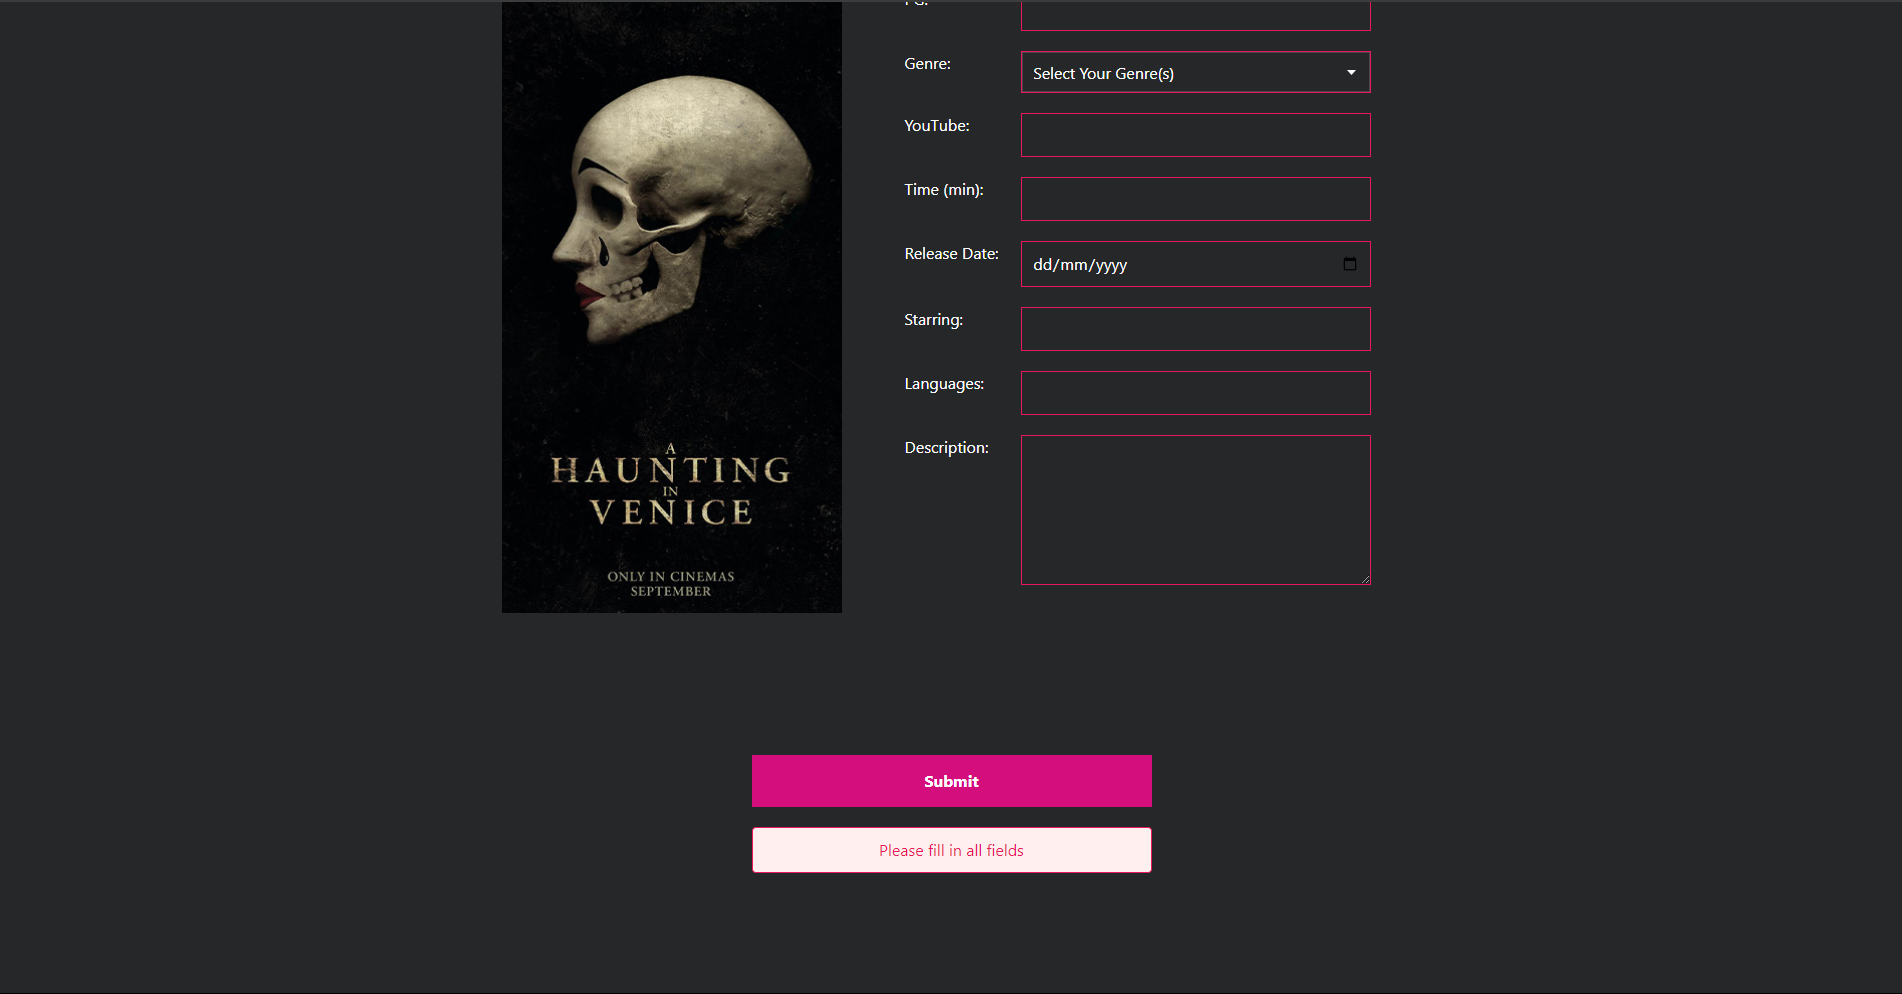 A
HAUNTING
IN
VENICE
ONLY IN CINEMAS
SEPTEMBER
PG:
Genre:
Select Your Genre(s)
YouTube:
Time (min):
Release Date:
dd/mm/yyyy
Starring:
Languages:
Description:
Submit
Please fill in all fields